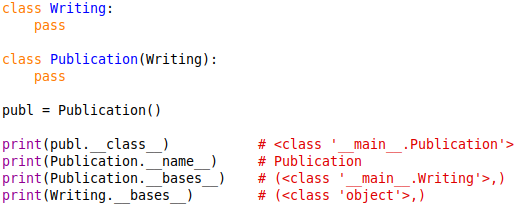 class Writing:
    pass

class Publication(Writing):
    pass

publ = Publication()

print(publ.__class__)           # <class '__main__.Publication'>
print(Publication.__name__)     # Publication
print(Publication.__bases__)    # (<class '__main__.Writing'>,)
print(Writing.__bases__)        # (<class 'object'>,)